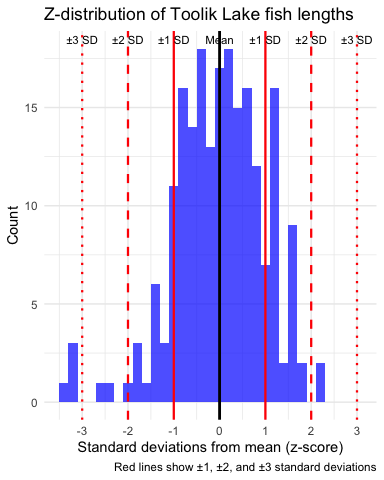 Z-distribution of Toolik Lake fish lengths
±3 SD ±2 SD ±1 SD Mean ±1 SD ±2 SD ±3 SD
15
10
5
0
Count
-3 -2 -1 0 1 2 3
Standard deviations from mean (z-score)
Red lines show ±1, ±2, and ±3 standard deviations